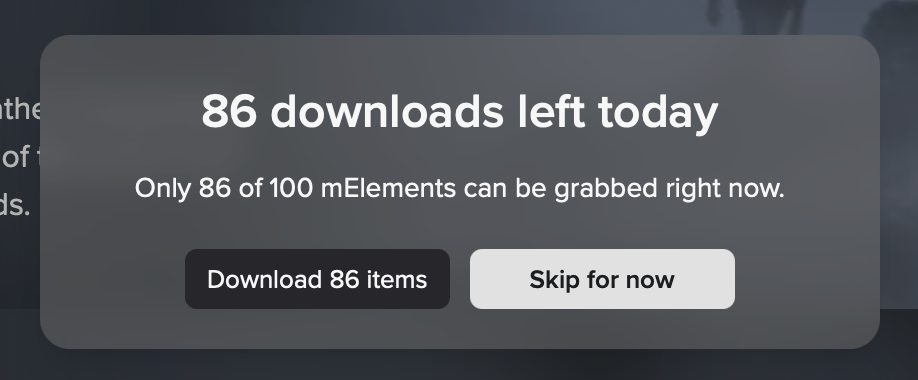 86 downloads left today
Only 86 of 100 mElements can be grabbed right now.
Download 86 items
Skip for now
of
ds.